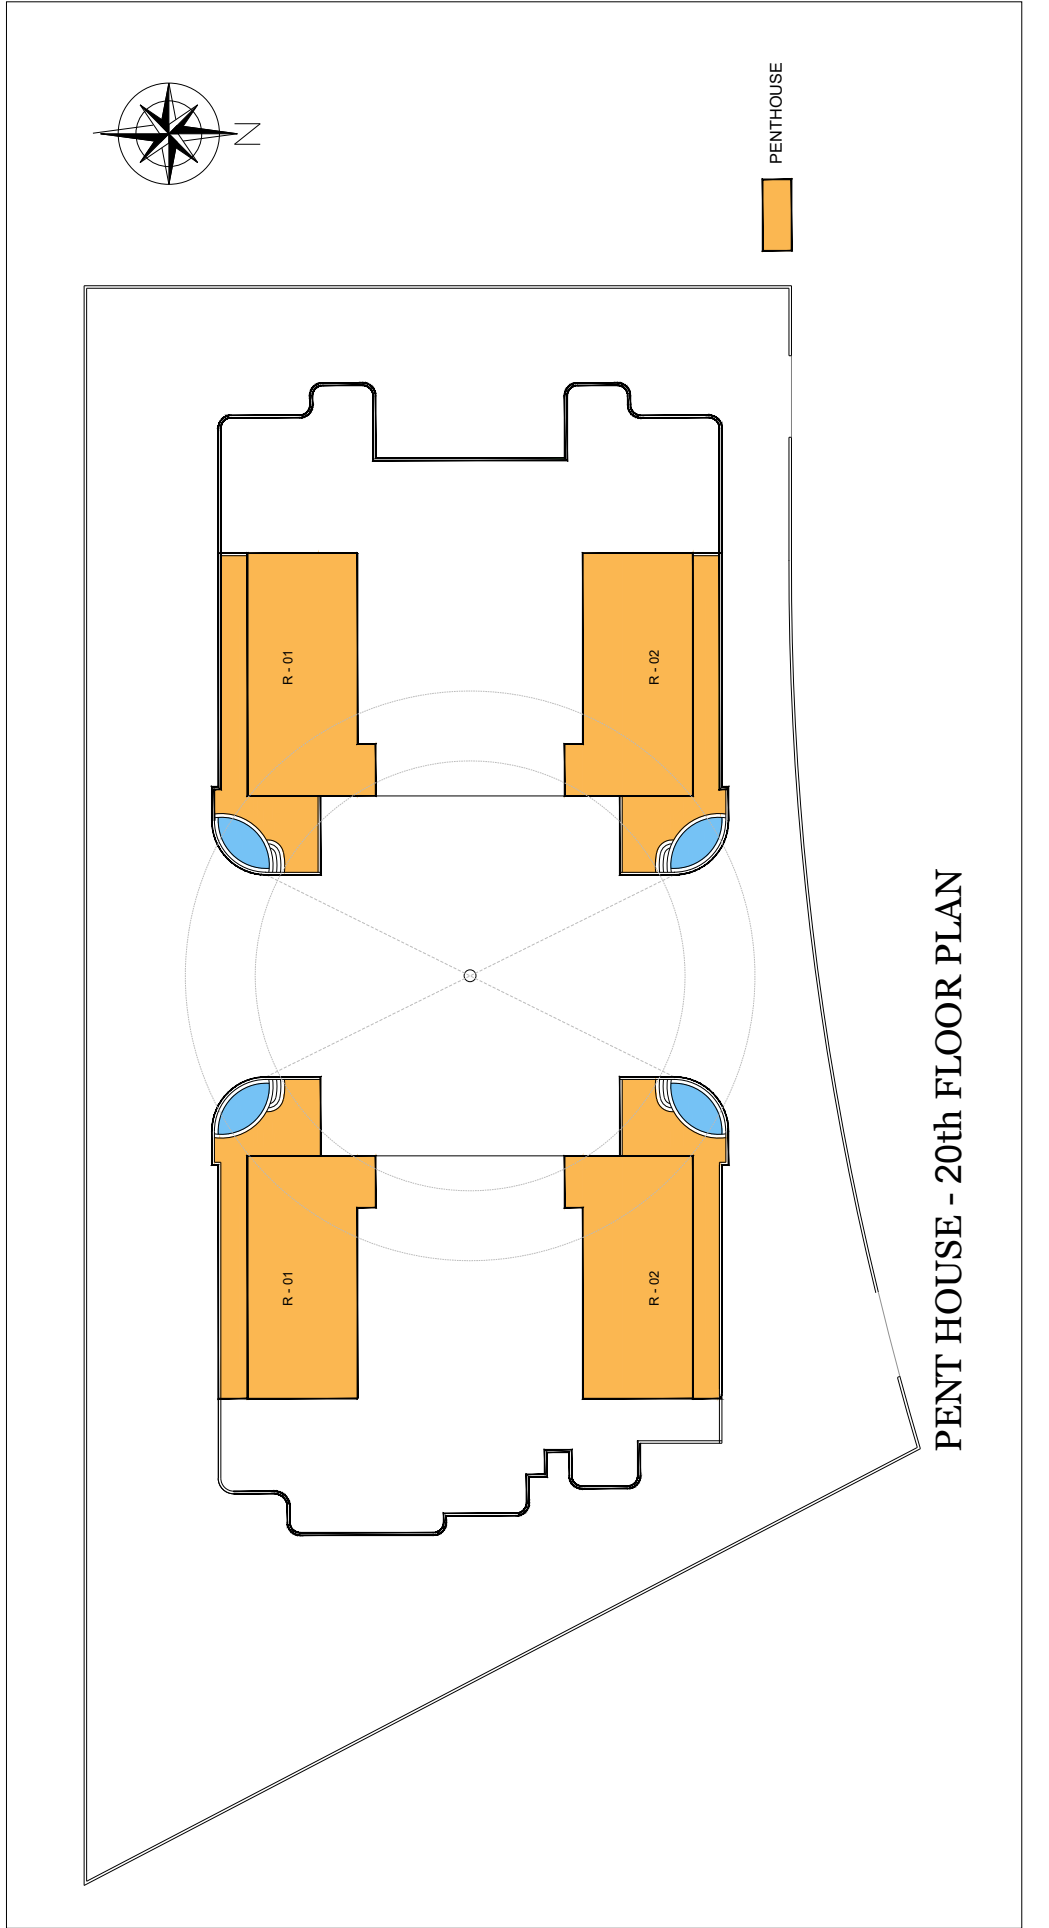 N
PENTHOUSE
R - 01
R - 02
R - 01
R - 02
PENT HOUSE - 20th FLOOR PLAN